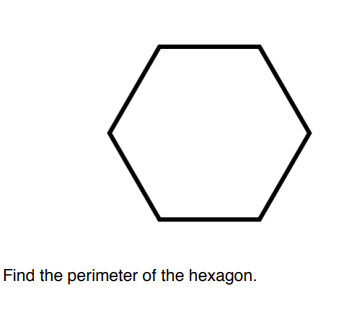 Find the perimeter of the hexagon.